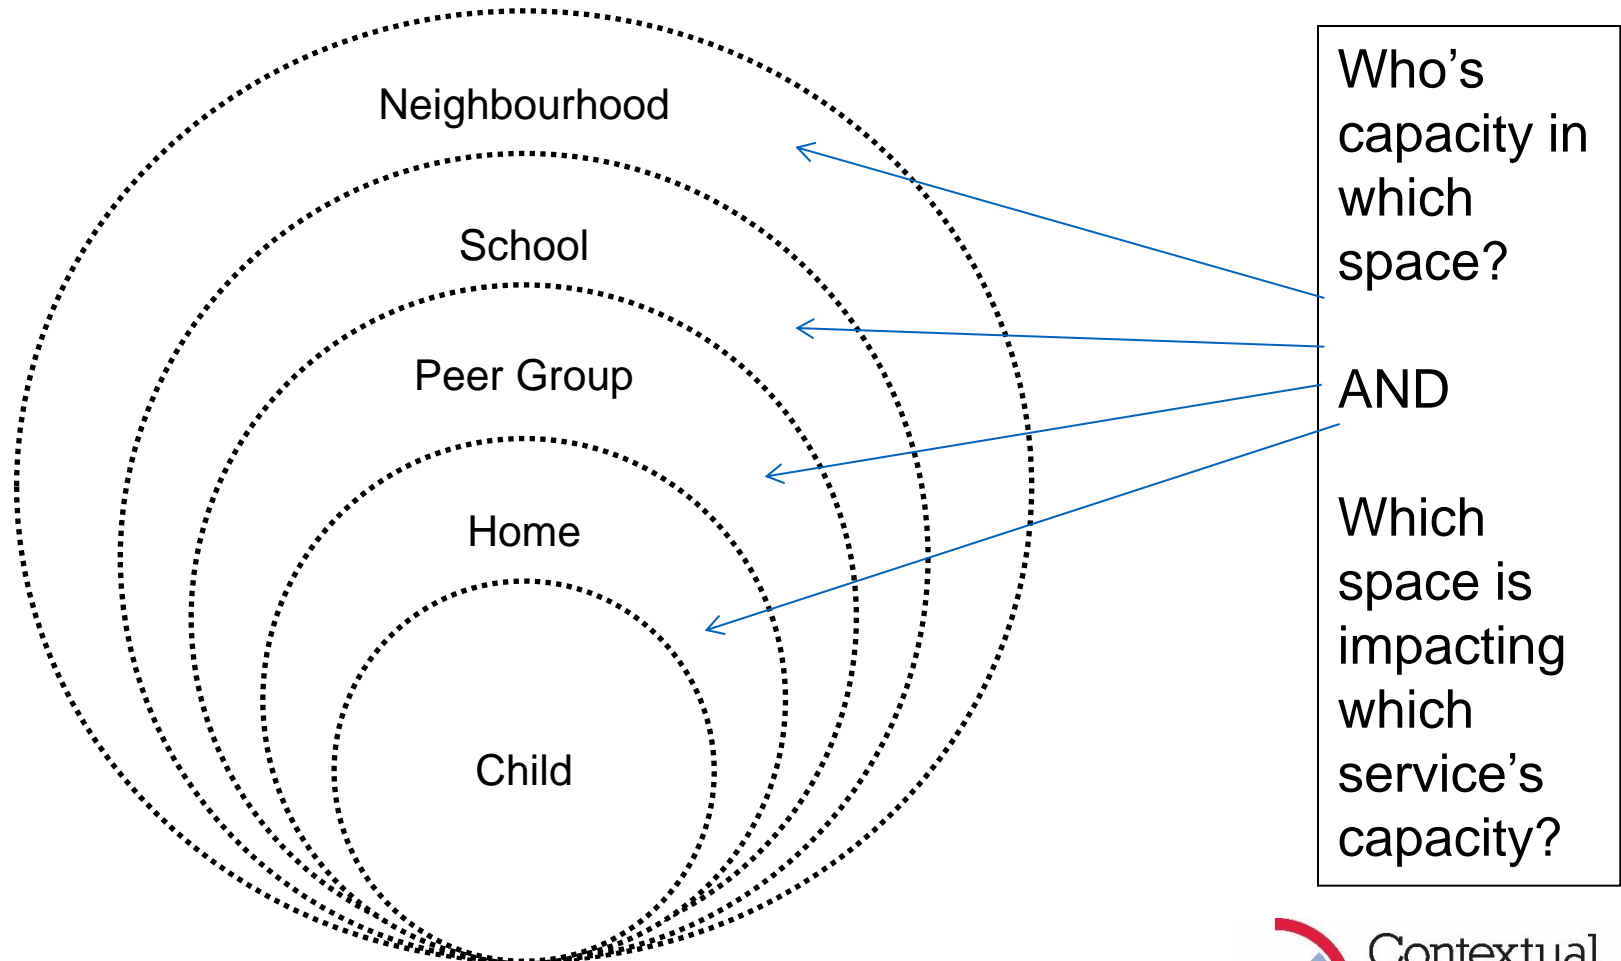 Neighbourhood
School
Peer Group
Home
Child
Who’s
capacity in
which
space?
AND
Which
space is
impacting
which
service’s
capacity?
Contextual